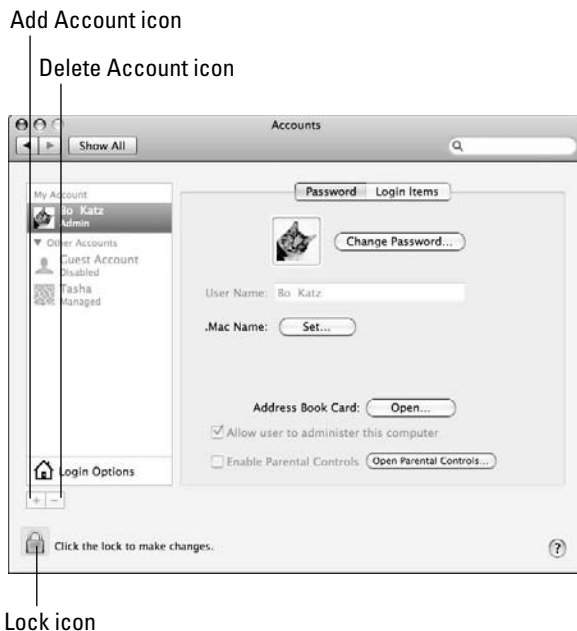 Add Account icon
Delete Account icon
Accounts
Show All
My Account
Bo Katz
Admin
Other Accounts
Guest Account
Disabled
Tasha
Managed
Login Options
+ −
Password Login Items
Change Password...
User Name: Bo Katz
.Mac Name: Set...
Address Book Card: Open...
Allow user to administer this computer
Enable Parental Controls Open Parental Controls...
Click the lock to make changes.
?
Lock icon